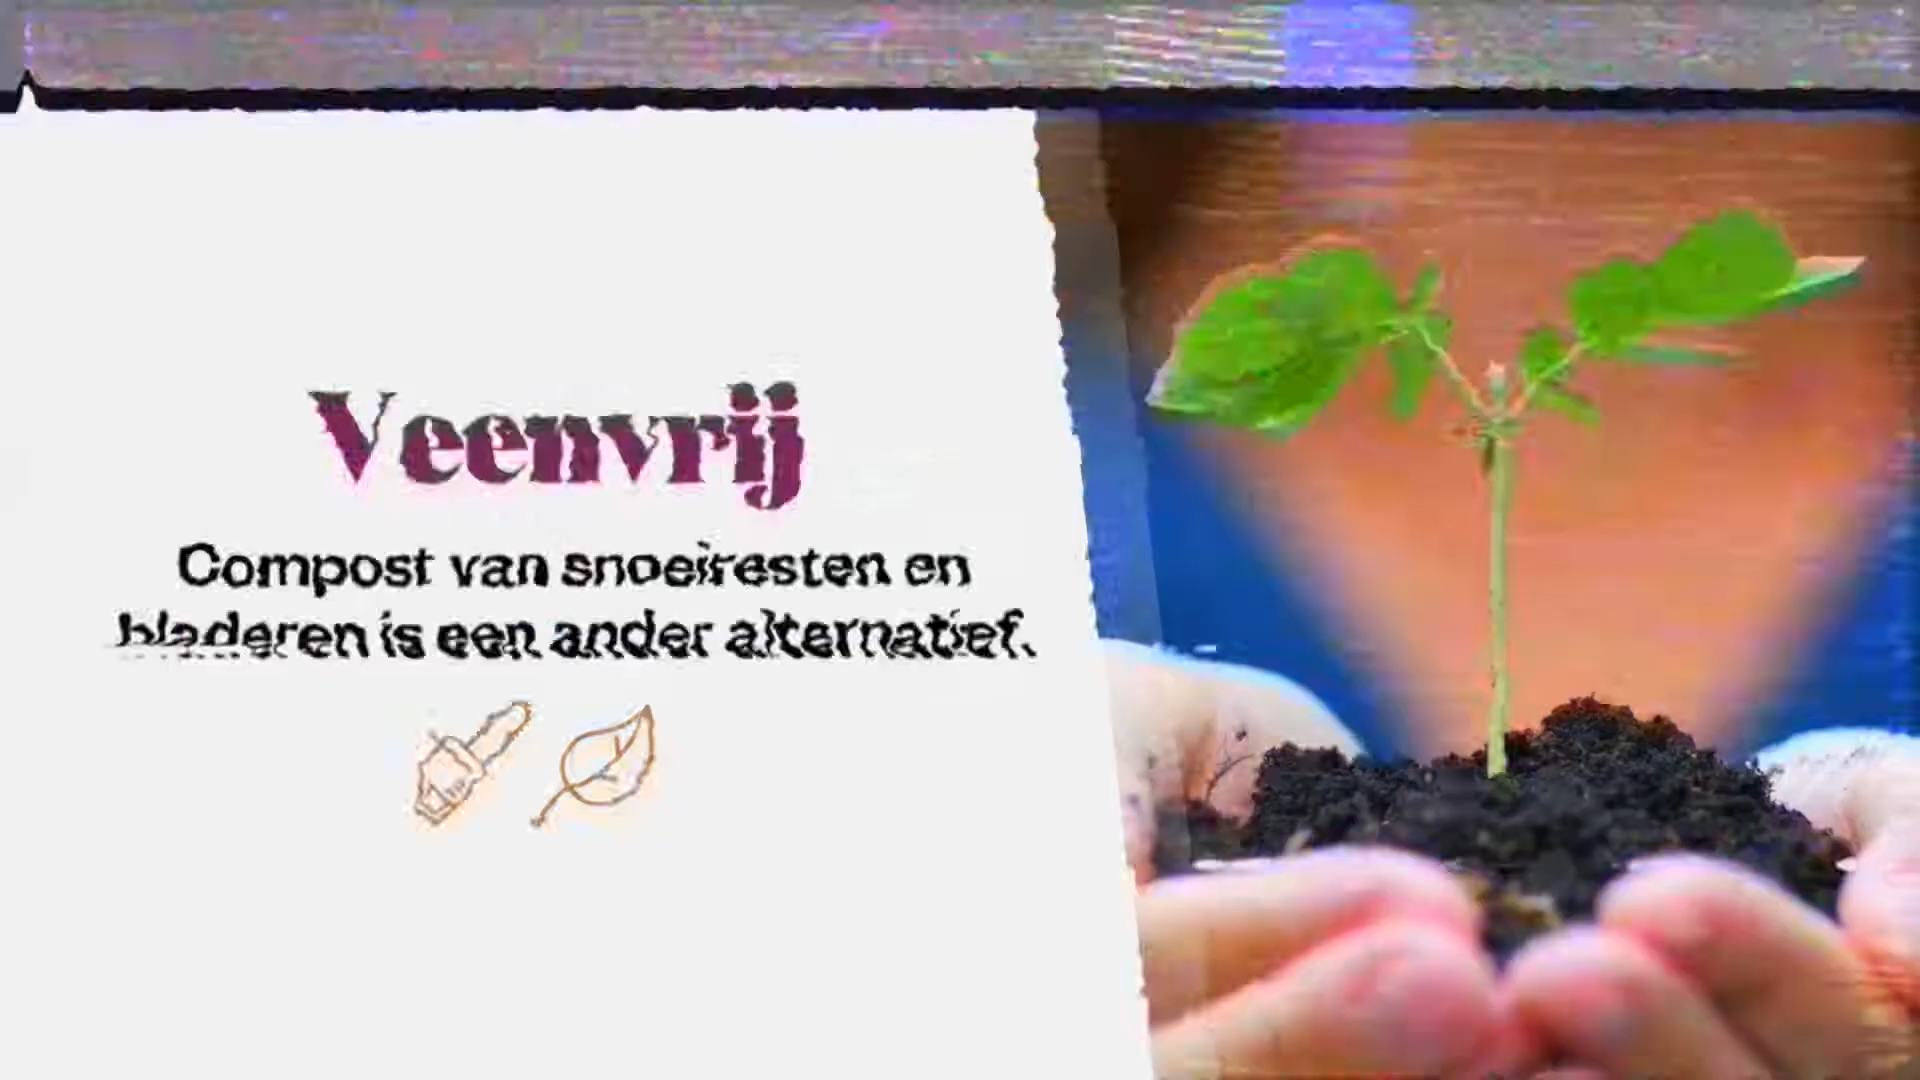 Veenvrij
Compost van snoeiresten en
bladeren is een ander alternatief.